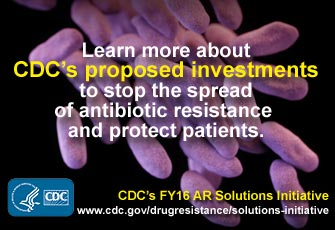 Learn more about
CDC's proposed investments
to stop the spread
of antibiotic resistance
and protect patients.
CDC
CDC's FY16 AR Solutions Initiative
www.cdc.gov/drugresistance/solutions-initiative